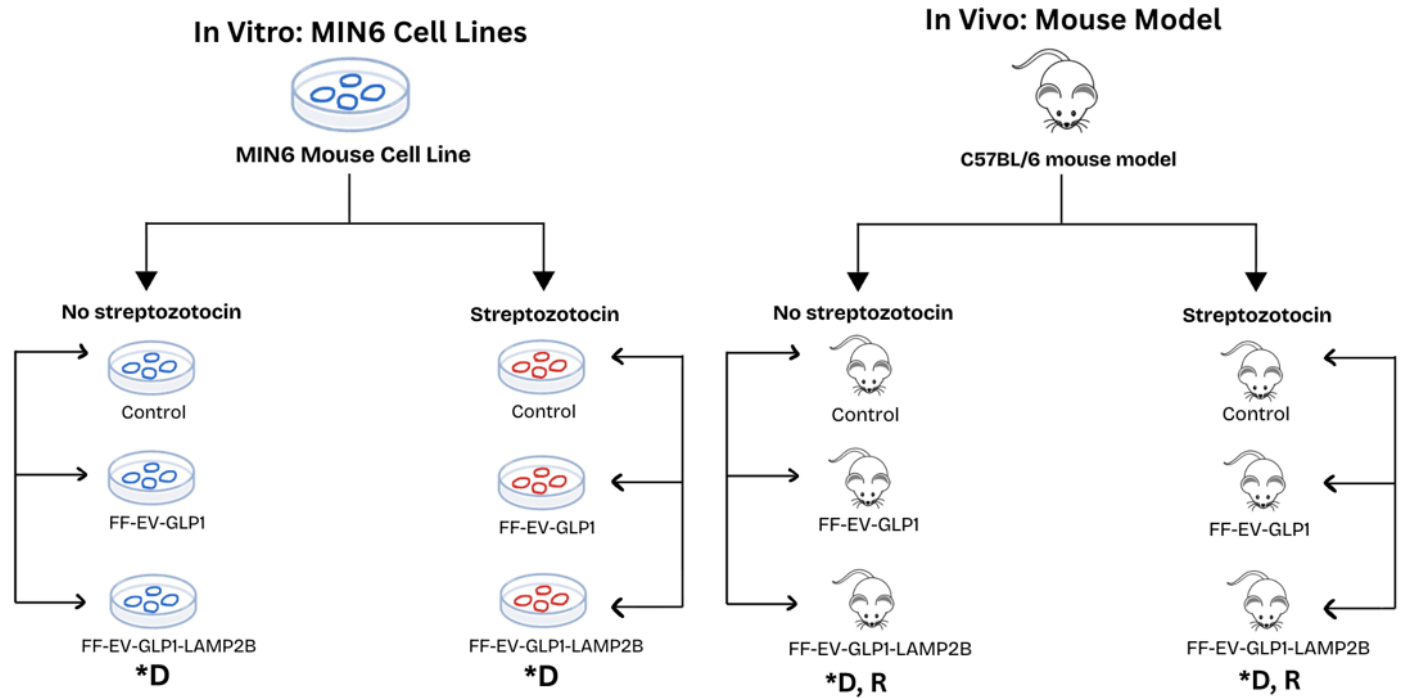 In Vitro: MIN6 Cell Lines
MIN6 Mouse Cell Line
No streptozotocin
Control
FF-EV-GLP1
FF-EV-GLP1-LAMP2B
*D
Streptozotocin
Control
FF-EV-GLP1
FF-EV-GLP1-LAMP2B
*D
In Vivo: Mouse Model
C57BL/6 mouse model
No streptozotocin
Control
FF-EV-GLP1
FF-EV-GLP1-LAMP2B
*D, R
Streptozotocin
Control
FF-EV-GLP1
FF-EV-GLP1-LAMP2B
*D, R